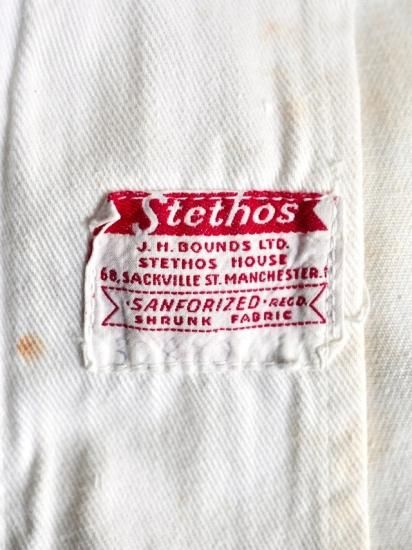 Stethos
J. H. BOUNDS LTD.
STETHOS HOUSE
68, SACKVILLE ST. MANCHESTER. 1
·SANFORIZED·REGD.
SHRUNK FABRIC